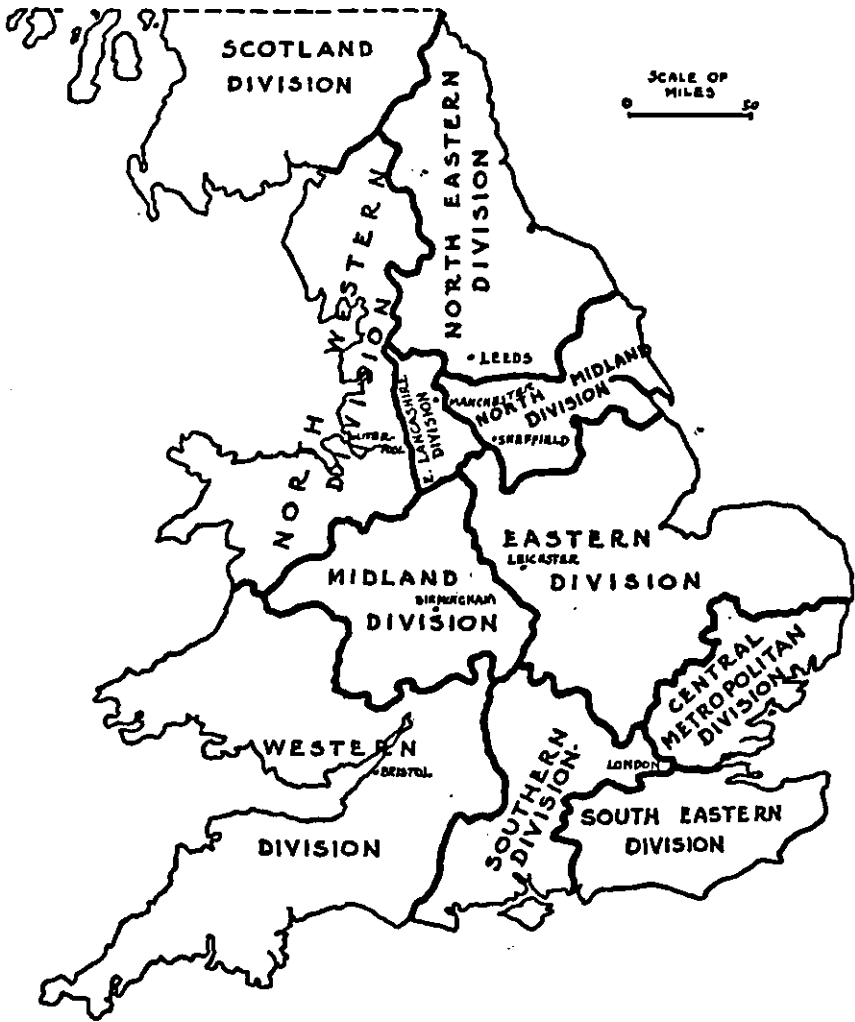 SCOTLAND
DIVISION
SCALE OF
MILES
0 50
NORTH EASTERN
DIVISION
NORTH WESTERN
DIVISION
LEEDS
MANCHESTER
NORTH MIDLAND
DIVISION
E. LANCASHIRE
DIVISION
SHEFFIELD
LIVER-
POOL
EASTERN
LEICESTER
DIVISION
MIDLAND
BIRMINGHAM
DIVISION
CENTRAL
METROPOLITAN
DIVISION
WESTERN
BRISTOL
DIVISION
SOUTHERN
DIVISION
LONDON
SOUTH EASTERN
DIVISION